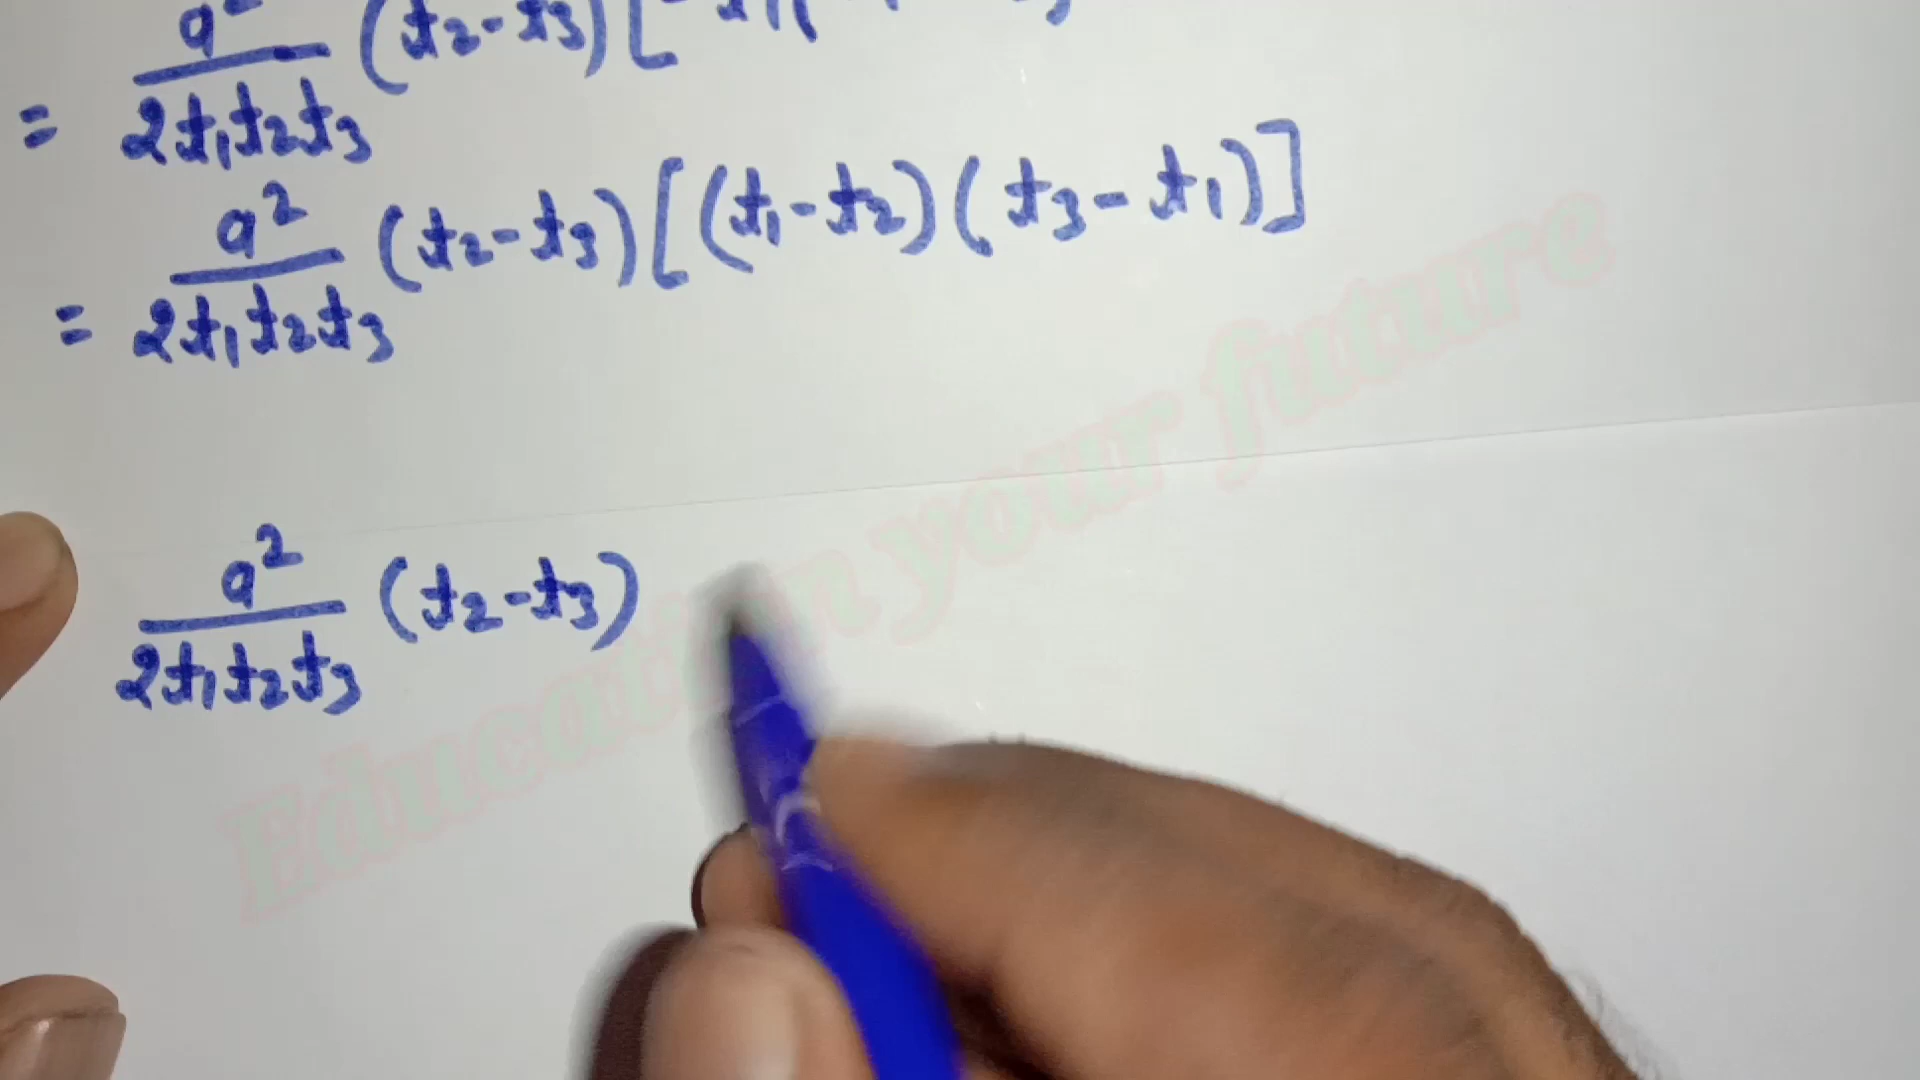 = a²/2t₁t₂t₃ (t₂-t₃)[
= a²/2t₁t₂t₃ (t₂-t₃)[(t₁-t₂)(t₃-t₁)]
a²/2t₁t₂t₃ (t₂-t₃)
Education your future